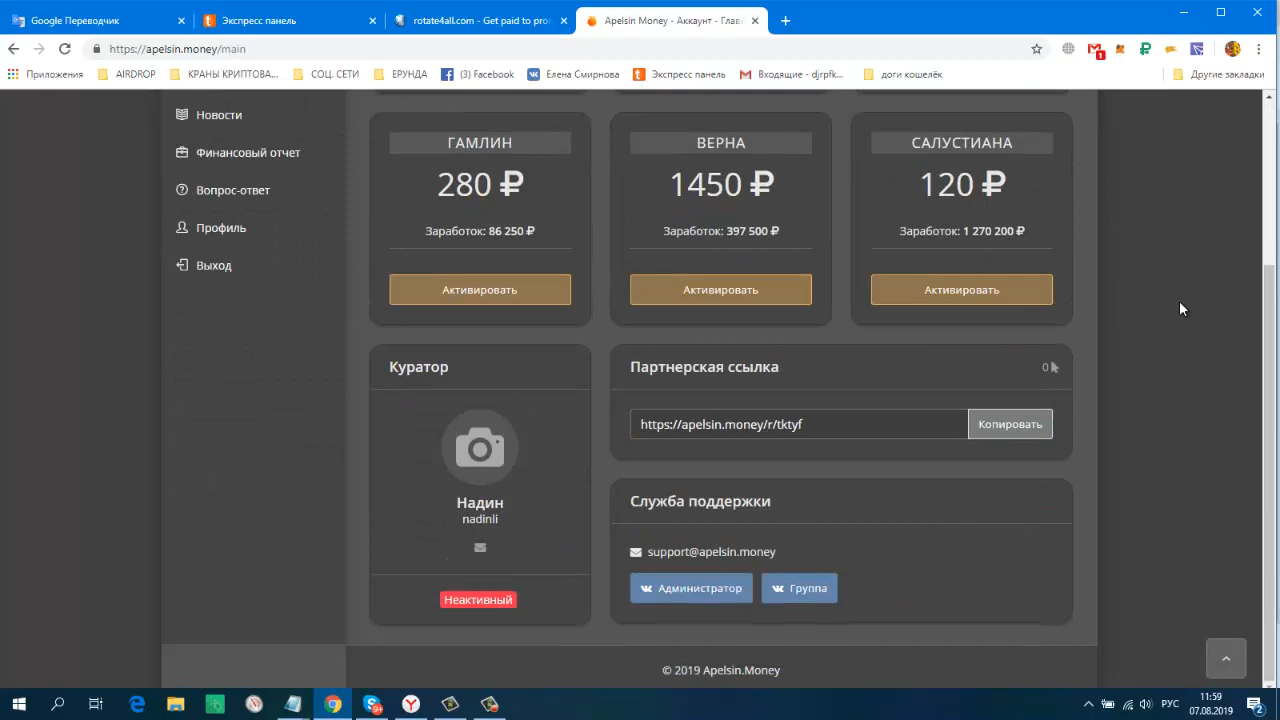 Google Переводчик
Экспресс панель
rotate4all.com - Get paid to pro
Apelsin Money - Аккаунт - Глав
https://apelsin.money/main
1
Приложения
AIRDROP
КРАНЫ КРИПТОВА...
СОЦ. СЕТИ
ЕРУНДА
(3) Facebook
Елена Смирнова
Экспресс панель
Входящие - djrpfk...
доги кошелёк
Другие закладки
Новости
Финансовый отчет
Вопрос-ответ
Профиль
Выход
ГАМЛИН
280 ₽
Заработок: 86 250 ₽
Активировать
ВЕРНА
1450 ₽
Заработок: 397 500 ₽
Активировать
САЛУСТИАНА
120 ₽
Заработок: 1 270 200 ₽
Активировать
Куратор
Надин
nadinli
Неактивный
Партнерская ссылка
0
https://apelsin.money/r/tktyf
Копировать
Служба поддержки
support@apelsin.money
Администратор
Группа
© 2019 Apelsin.Money
РУС
11:59
07.08.2019
2